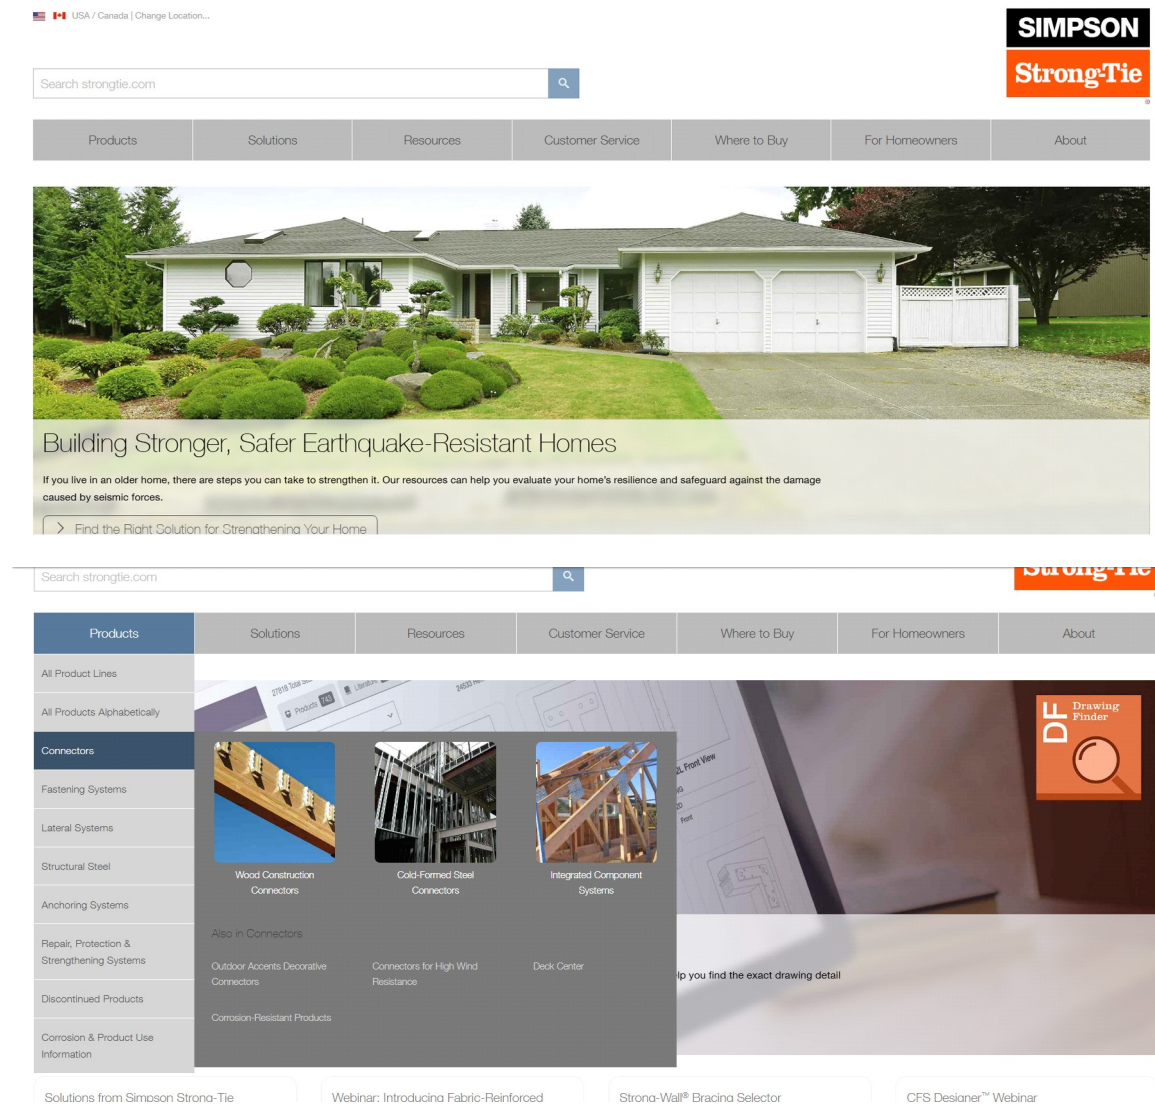 USA / Canada | Change Location...
SIMPSON
Strong-Tie
®
Search strongtie.com
Products
Solutions
Resources
Customer Service
Where to Buy
For Homeowners
About
Building Stronger, Safer Earthquake-Resistant Homes
If you live in an older home, there are steps you can take to strengthen it. Our resources can help you evaluate your home's resilience and safeguard against the damage
caused by seismic forces.
Find the Right Solution for Strengthening Your Home
Search strongtie.com
Strong-Tie
Products
Solutions
Resources
Customer Service
Where to Buy
For Homeowners
About
All Product Lines
All Products Alphabetically
Connectors
Fastening Systems
Lateral Systems
Structural Steel
Anchoring Systems
Repair, Protection &
Strengthening Systems
Discontinued Products
Corrosion & Product Use
Information
Products 743
Front View
Front
DF
Drawing
Finder
Wood Construction
Connectors
Cold-Formed Steel
Connectors
Integrated Component
Systems
Also in Connectors
Outdoor Accents Decorative
Connectors
Connectors for High Wind
Resistance
Deck Center
Corrosion-Resistant Products
lp you find the exact drawing detail
Solutions from Simpson Strong-Tie
Webinar: Introducing Fabric-Reinforced
Strong-Wall® Bracing Selector
CFS Designer™ Webinar